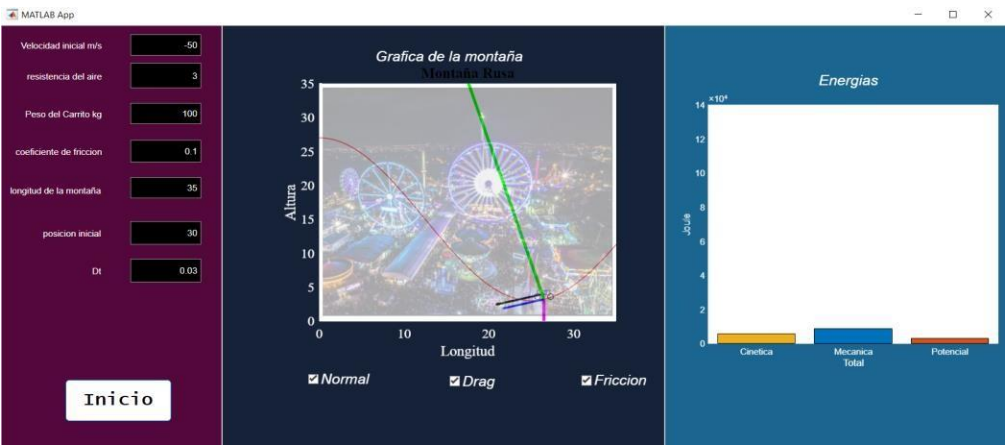 MATLAB App
Velocidad inicial m/s
-50
resistencia del aire
3
Peso del Carrito kg
100
coeficiente de friccion
0.1
longitud de la montaña
35
posicion inicial
30
Dt
0.03
Inicio
Grafica de la montaña
Montaña Rusa
35
30
25
20
15
10
5
0
Altura
0 10 20 30
Longitud
Normal
Drag
Friccion
Energias
14
12
10
8
6
4
2
0
Joule
Cinetica Mecanica Potencial
Total